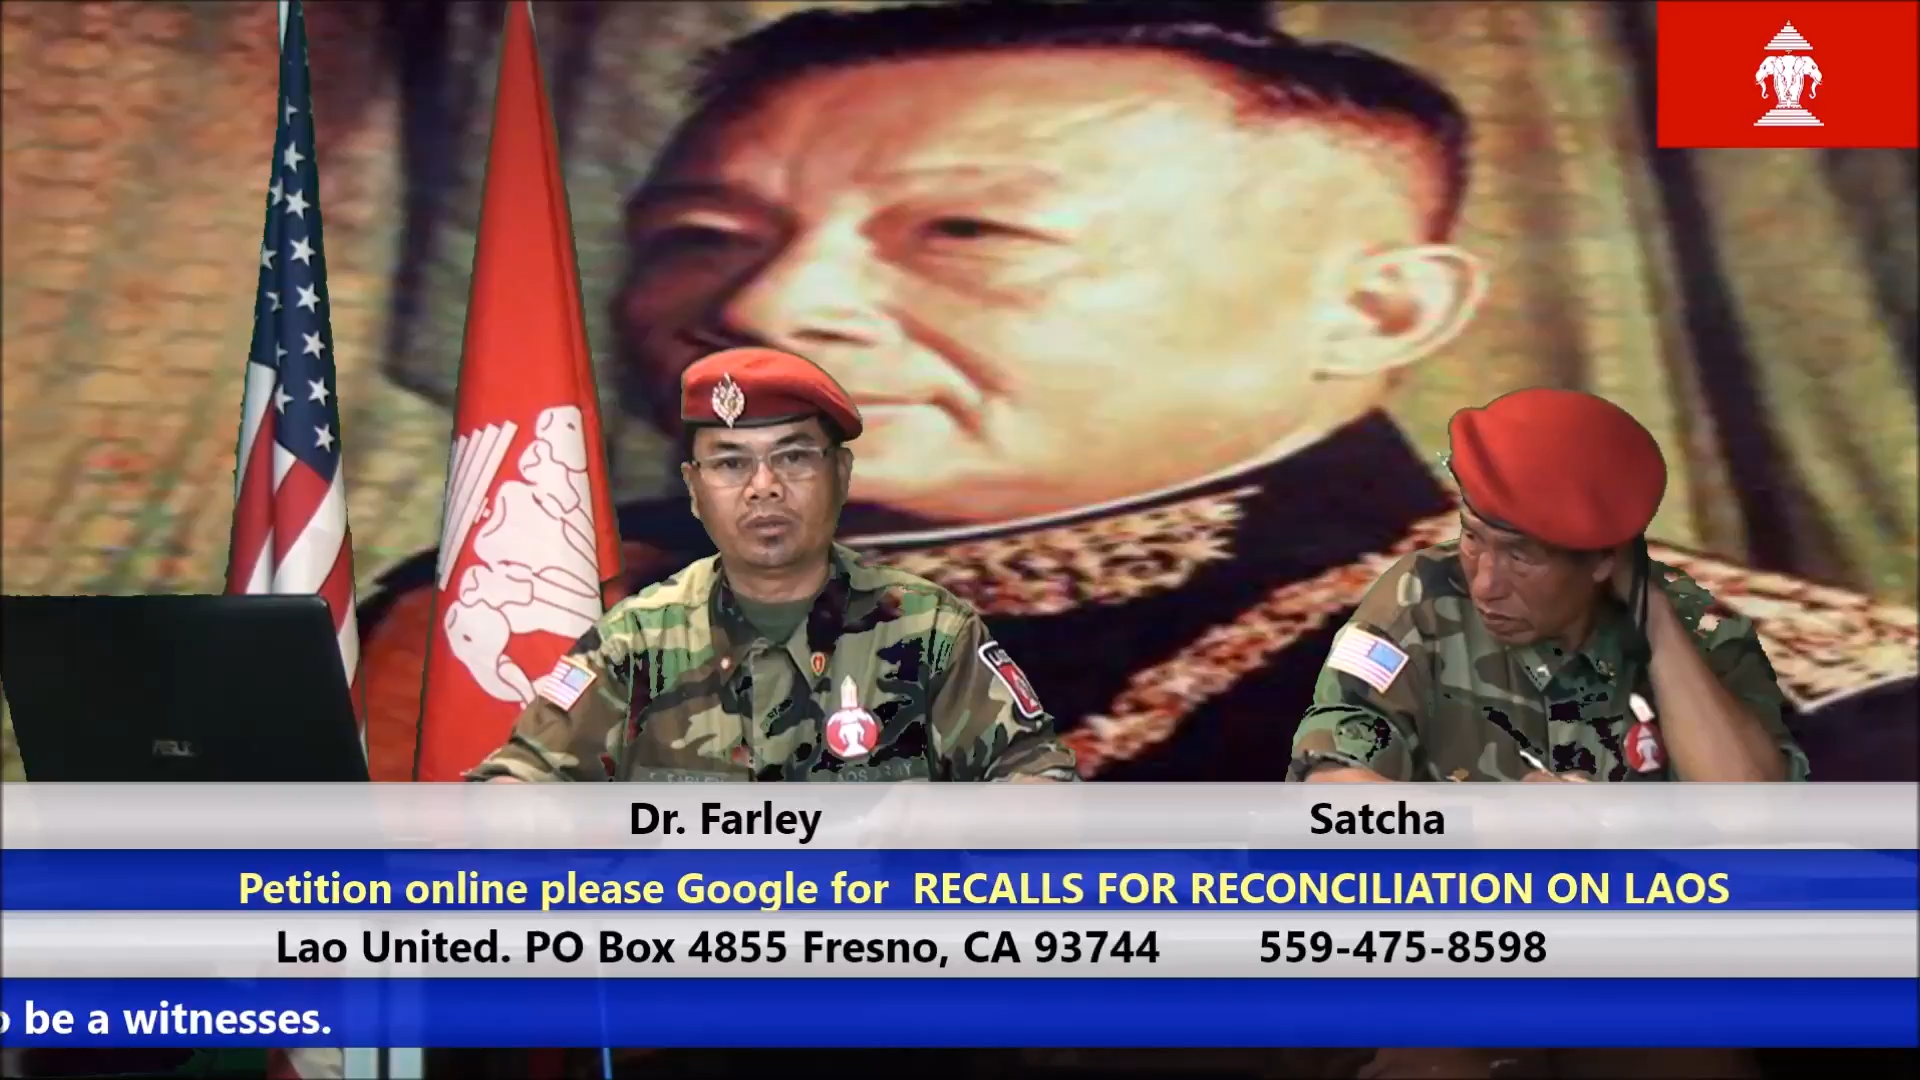 ASUS
Dr. Farley Satcha
Petition online please Google for RECALLS FOR RECONCILIATION ON LAOS
Lao United. PO Box 4855 Fresno, CA 93744 559-475-8598
be a witnesses.